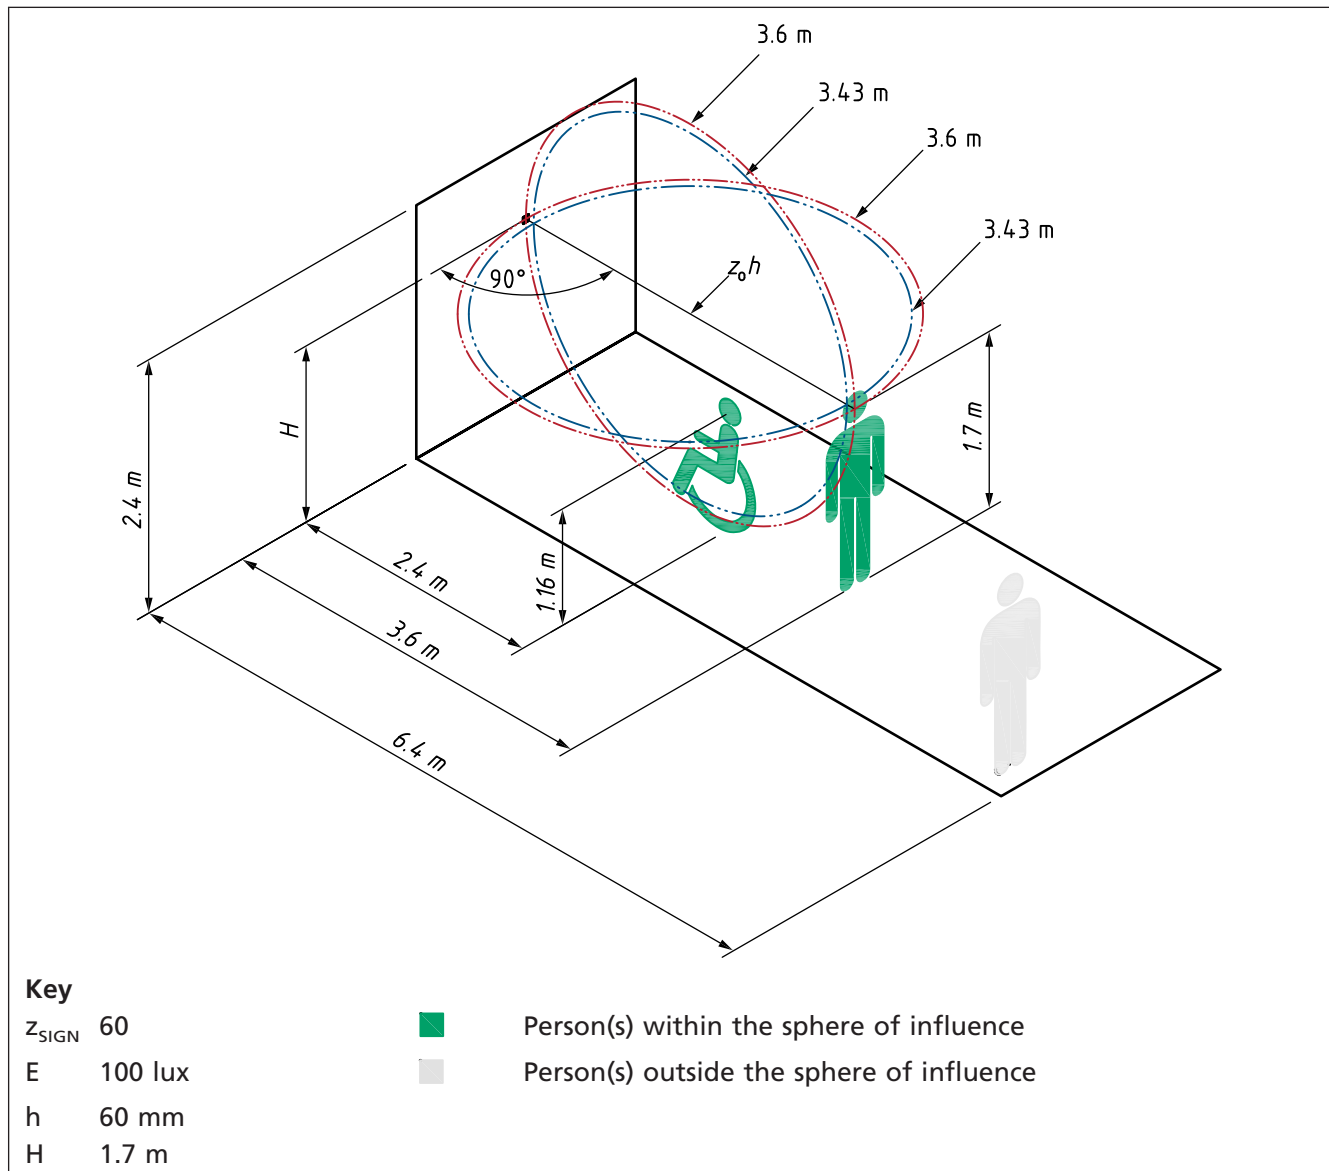 3.6 m
3.43 m
3.6 m
3.43 m
90°
z₀h
H
2.4 m
1.7 m
1.16 m
2.4 m
3.6 m
6.4 m
Key
zSIGN 60
Person(s) within the sphere of influence
E 100 lux
Person(s) outside the sphere of influence
h 60 mm
H 1.7 m